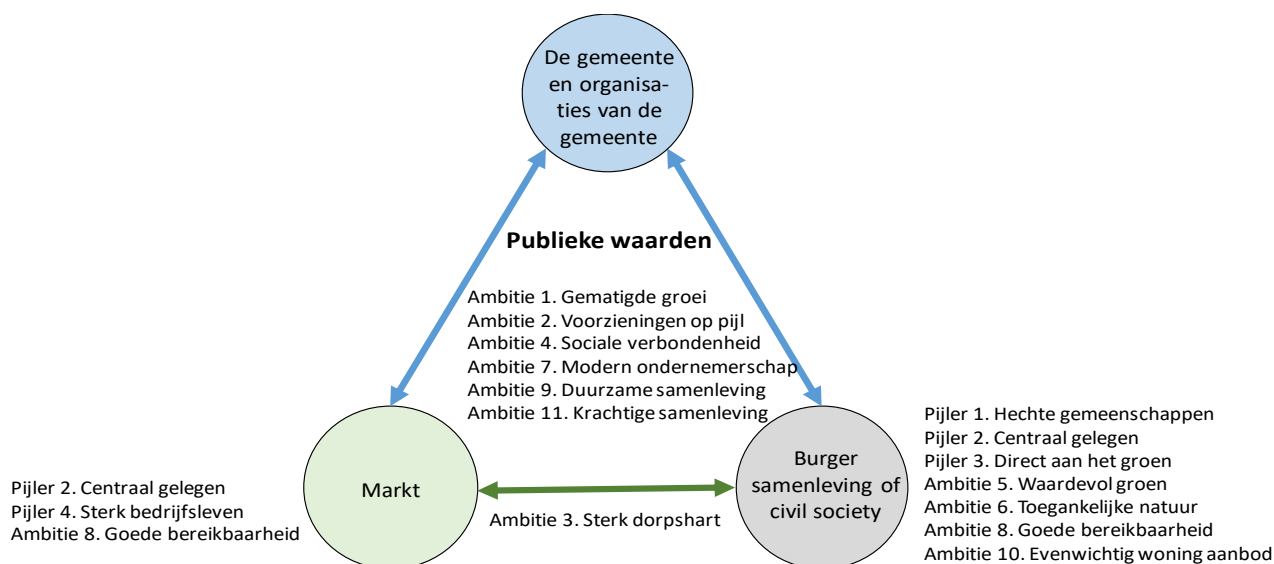 De gemeente
en organisa-
ties van de
gemeente
Publieke waarden
Ambitie 1. Gematigde groei
Ambitie 2. Voorzieningen op pijl
Ambitie 4. Sociale verbondenheid
Ambitie 7. Modern ondernemerschap
Ambitie 9. Duurzame samenleving
Ambitie 11. Krachtige samenleving
Pijler 2. Centraal gelegen
Pijler 4. Sterk bedrijfsleven
Ambitie 8. Goede bereikbaarheid
Markt
Ambitie 3. Sterk dorpshart
Burger
samenleving of
civil society
Pijler 1. Hechte gemeenschappen
Pijler 2. Centraal gelegen
Pijler 3. Direct aan het groen
Ambitie 5. Waardevol groen
Ambitie 6. Toegankelijke natuur
Ambitie 8. Goede bereikbaarheid
Ambitie 10. Evenwichtig woning aanbod